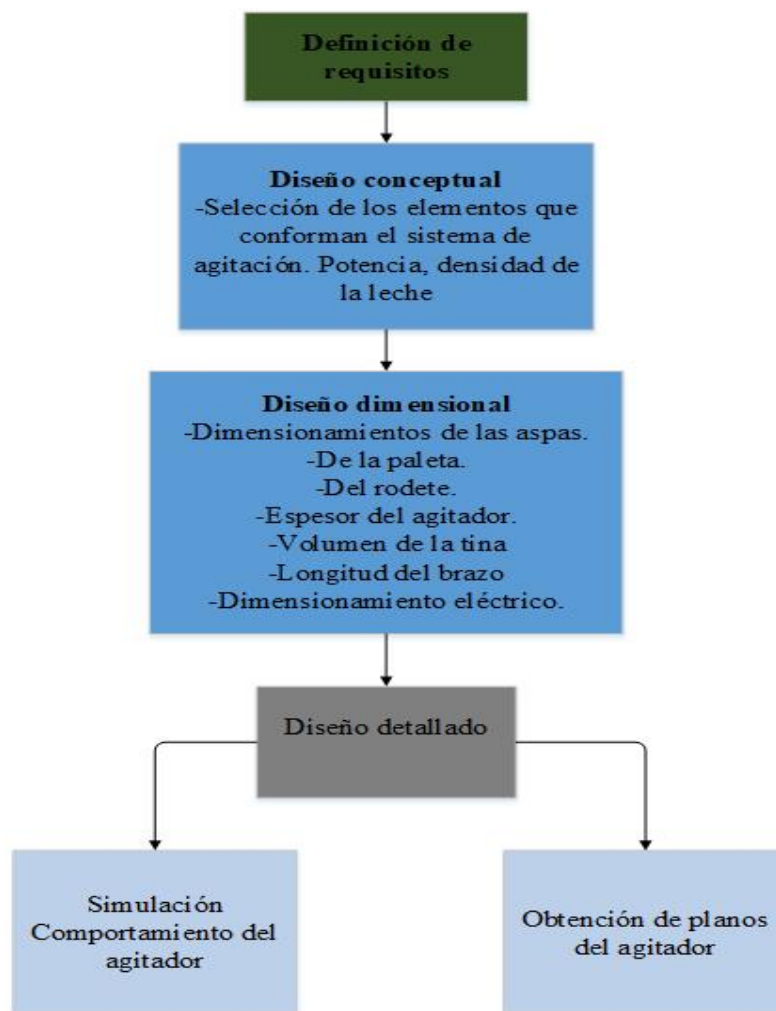 Definición de
requisitos
Diseño conceptual
-Selección de los elementos que
conforman el sistema de
agitación. Potencia, densidad de
la leche
Diseño dimensional
-Dimensionamientos de las aspas.
-De la paleta.
-Del rodete.
-Espesor del agitador.
-Volumen de la tina
-Longitud del brazo
-Dimensionamiento eléctrico.
Diseño detallado
Simulación
Comportamiento del
agitador
Obtención de planos
del agitador